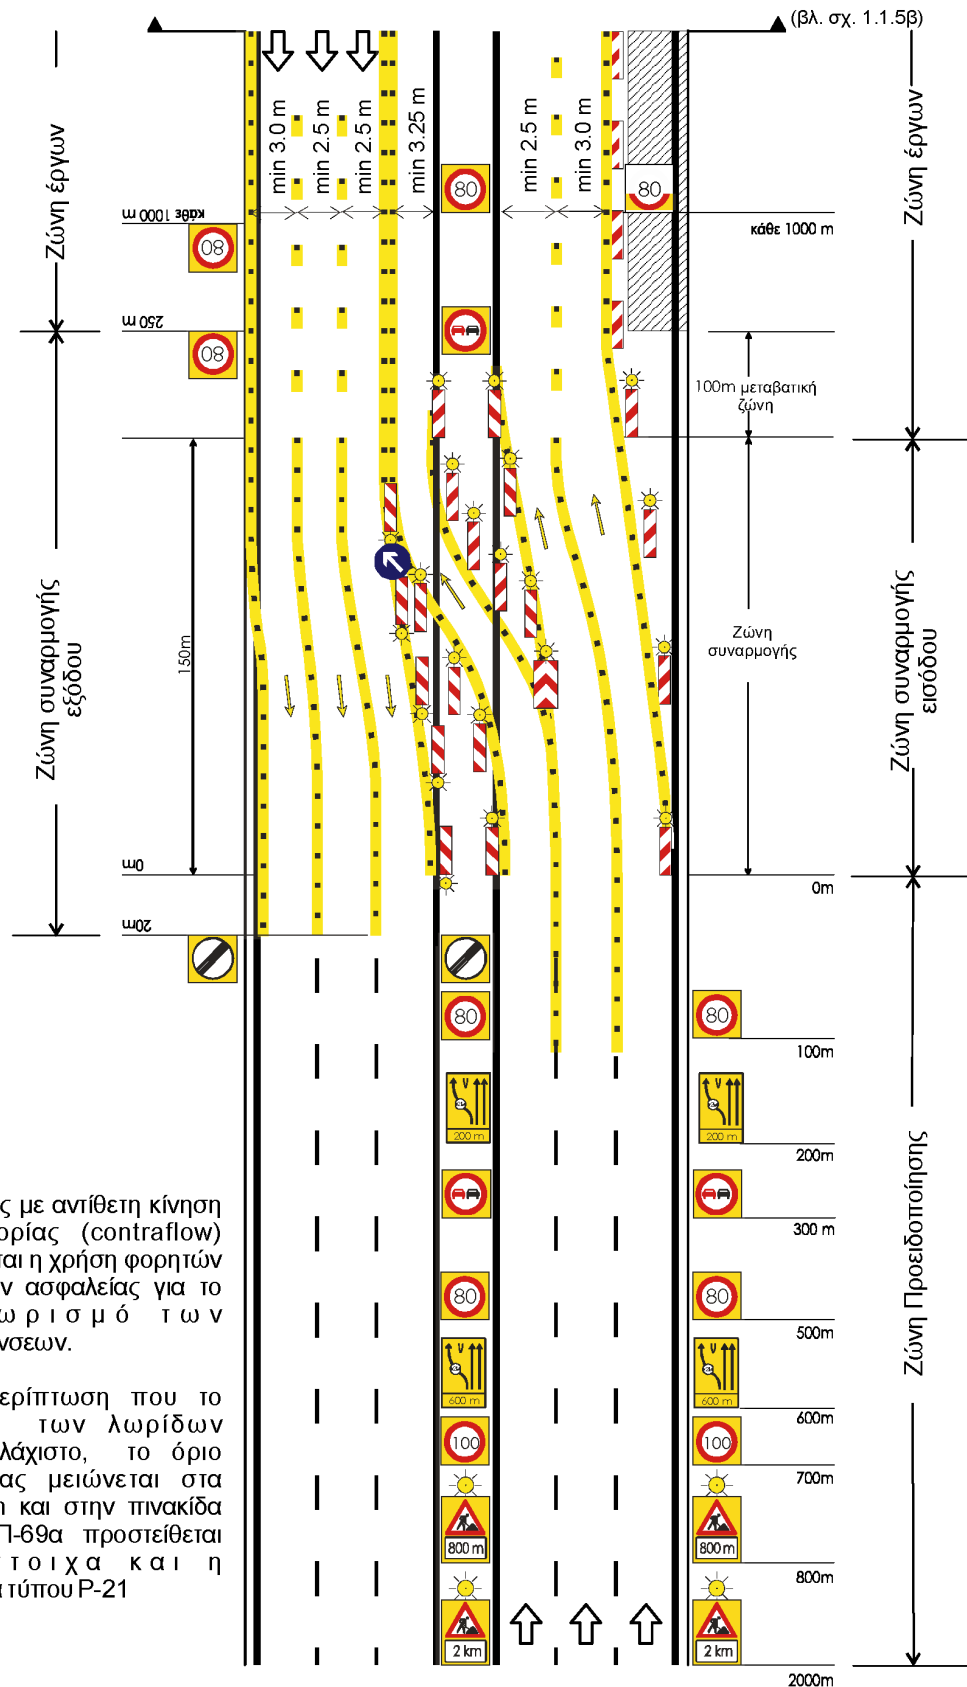 (βλ. σχ. 1.1.5β)
Ζώνη έργων
min 3.0 m
min 2.5 m
min 2.5 m
min 3.25 m
min 2.5 m
min 3.0 m
Ζώνη έργων
80
80
κάθε 1000 m
κάθε 1000 m
80
250 m
80
100m μεταβατική
ζώνη
Ζώνη συναρμογής
εξόδου
150m
Ζώνη
συναρμογής
Ζώνη συναρμογής
εισόδου
0m
0m
20m
80
80
100m
200 m
200 m
200m
300 m
80
80
500m
600 m
600 m
600m
100
100
700m
800 m
800 m
800m
2 km
2 km
2000m
Ζώνη Προειδοποίησης
ς με αντίθετη κίνηση
ορίας (contraflow)
ται η χρήση φορητών
ν ασφαλείας για το
ωρισμό των
νσεων.
ερίπτωση που το
των λωρίδων
λάχιστο, το όριο
ας μειώνεται στα
η και στην πινακίδα
Π-69α προστίθεται
τοιχα και η
α τύπου Ρ-21